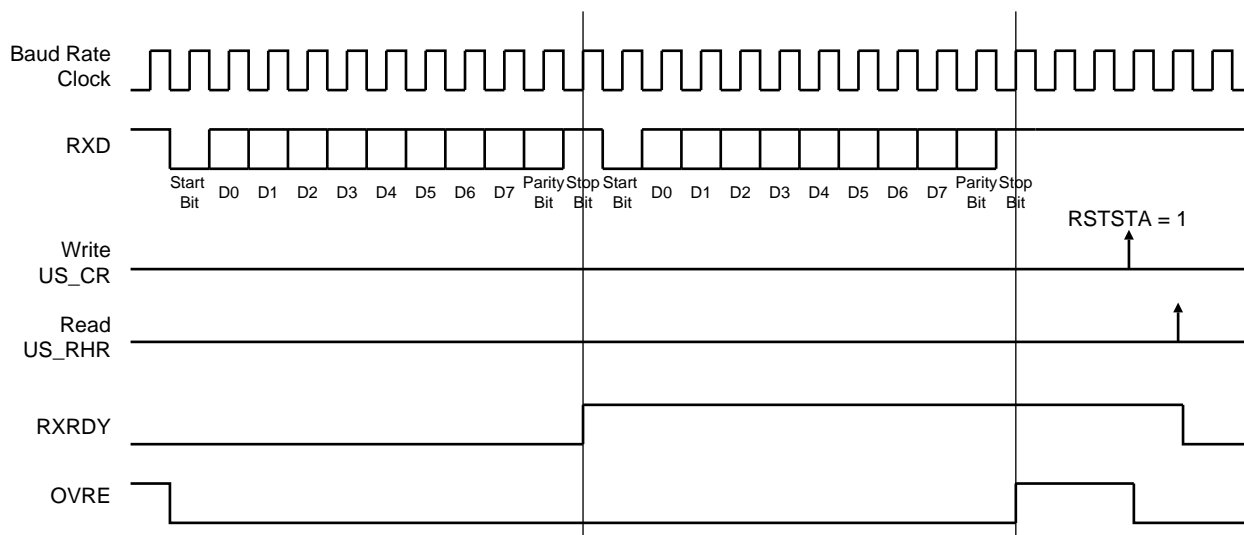 Baud Rate
Clock
RXD
Start
Bit
D0
D1
D2
D3
D4
D5
D6
D7
Parity
Bit
Stop
Bit
Start
Bit
D0
D1
D2
D3
D4
D5
D6
D7
Parity
Bit
Stop
Bit
RSTSTA = 1
Write
US_CR
Read
US_RHR
RXRDY
OVRE